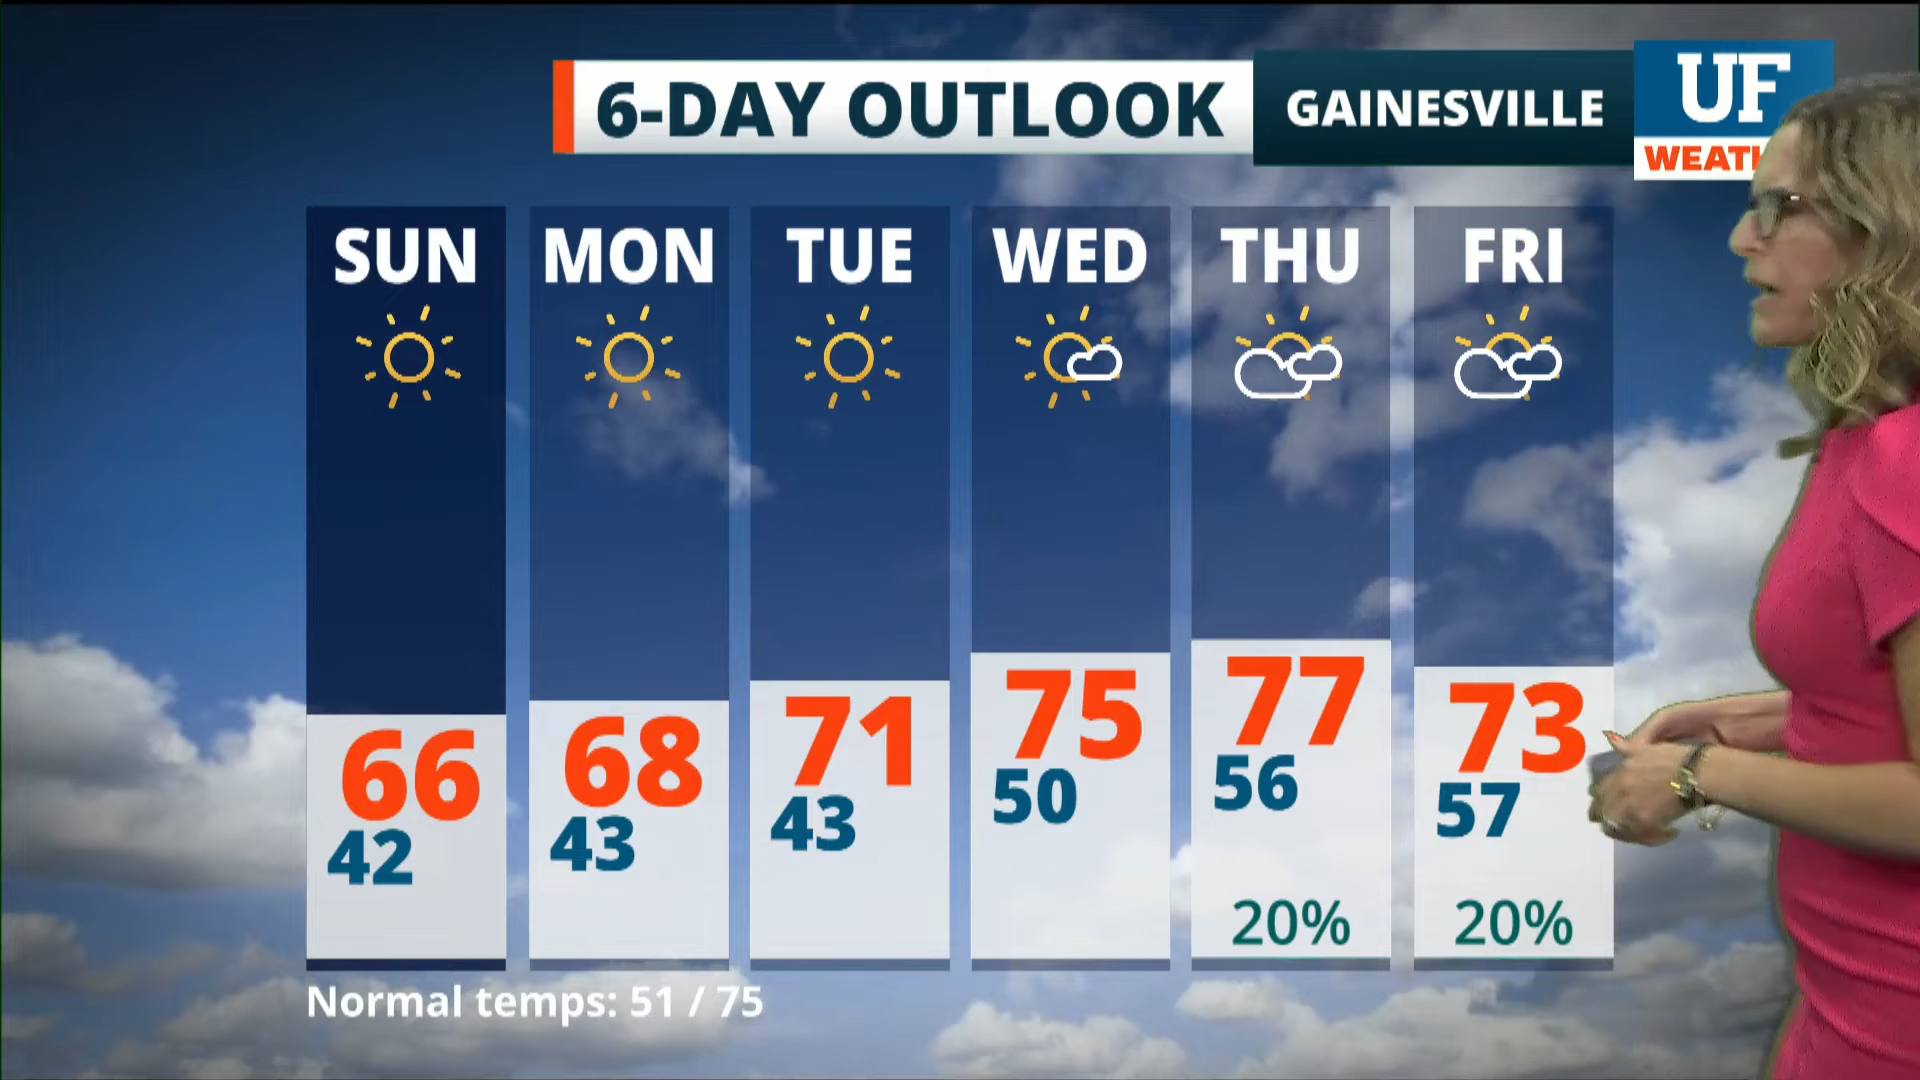 6-DAY OUTLOOK
GAINESVILLE
UF
SUN
MON
TUE
WED
THU
FRI
66
42
68
43
71
43
75
50
77
56
73
57
20%
20%
Normal temps: 51 / 75